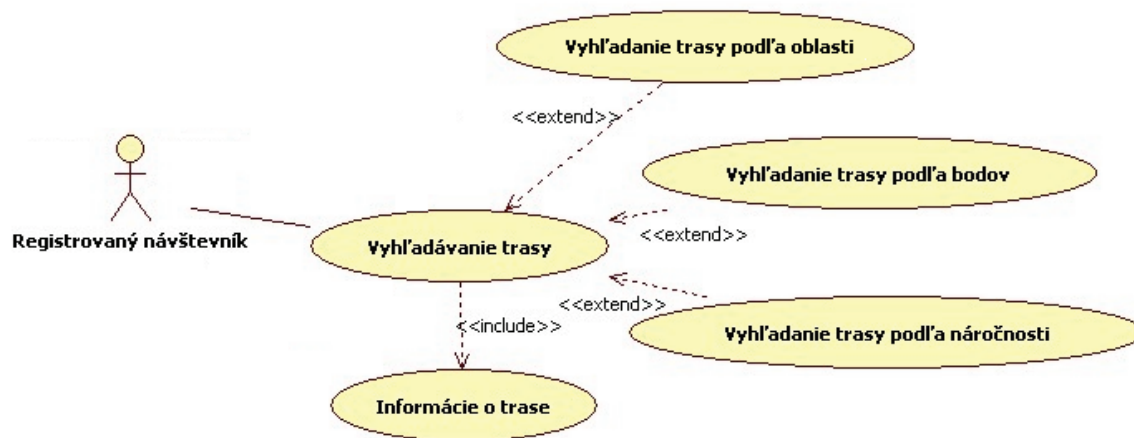 Vyhľadanie trasy podľa oblasti
<<extend>>
Vyhľadanie trasy podľa bodov
<<extend>>
Registrovaný návštevník
Vyhľadávanie trasy
<<extend>>
<<include>>
Vyhľadanie trasy podľa náročnosti
Informácie o trase